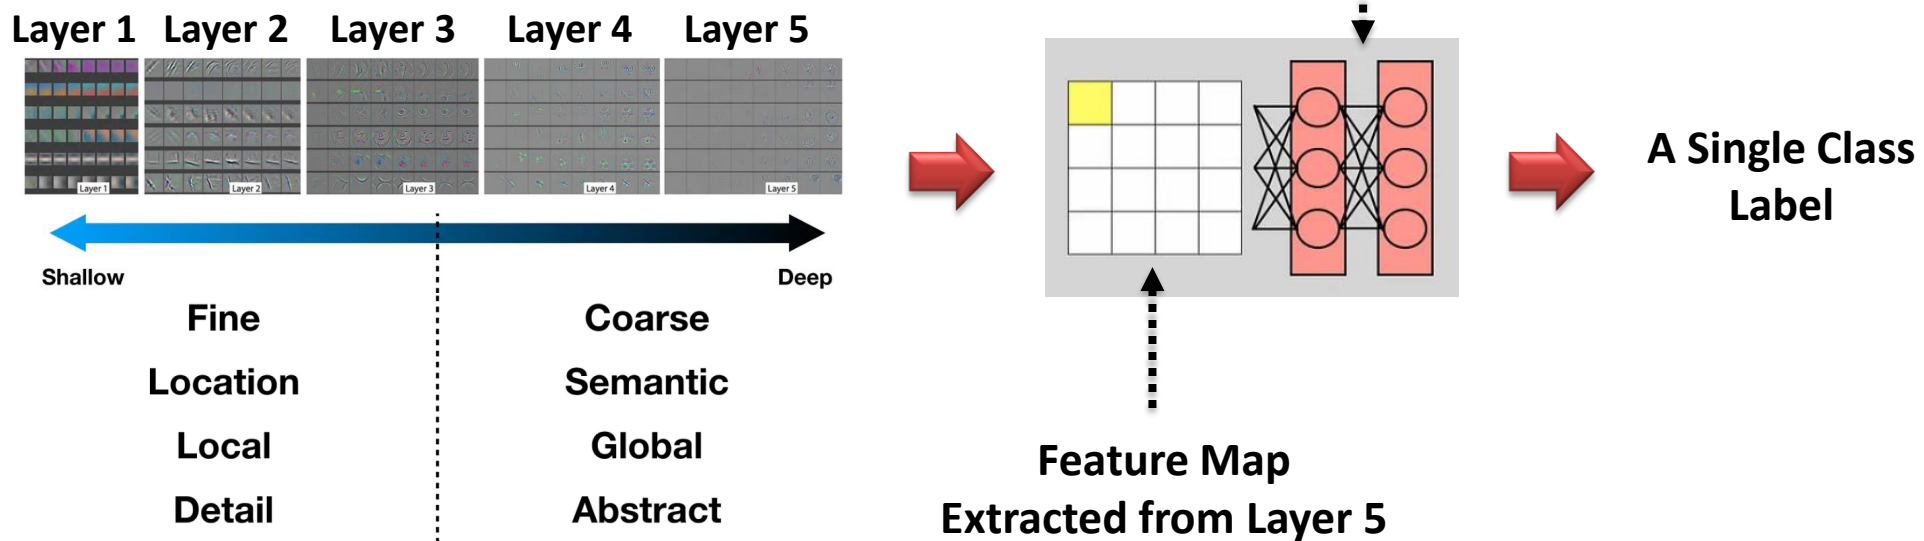 Layer 1 Layer 2 Layer 3 Layer 4 Layer 5
Layer 1 Layer 2 Layer 3 Layer 4 Layer 5
Shallow Deep
Fine Coarse
Location Semantic
Local Global
Detail Abstract
Feature Map
Extracted from Layer 5
A Single Class
Label